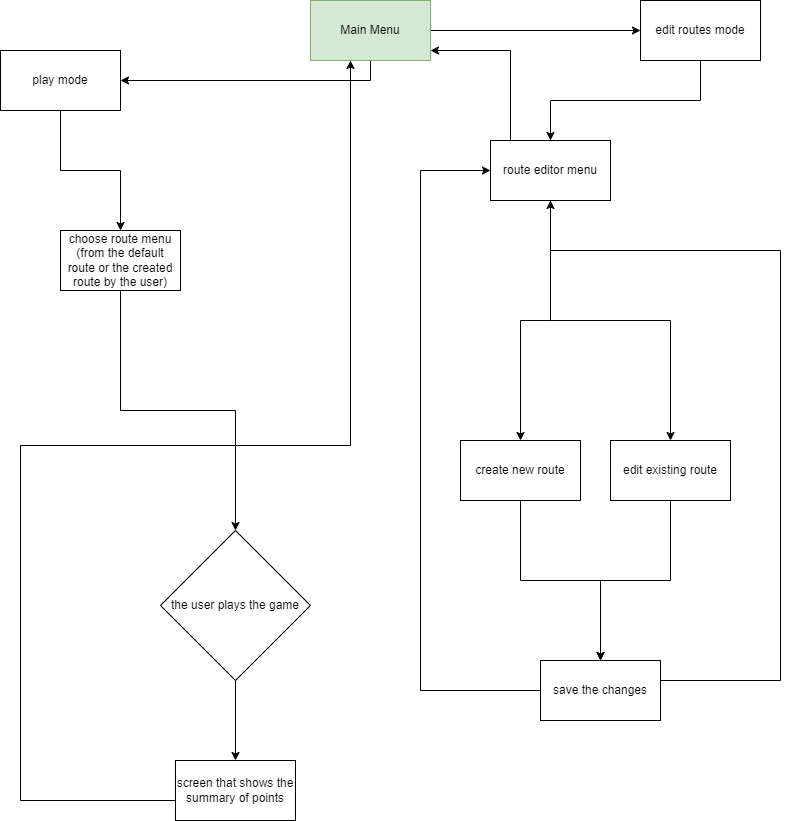 Main Menu
edit routes mode
play mode
route editor menu
choose route menu
(from the default
route or the created
route by the user)
create new route
edit existing route
the user plays the game
save the changes
screen that shows the
summary of points